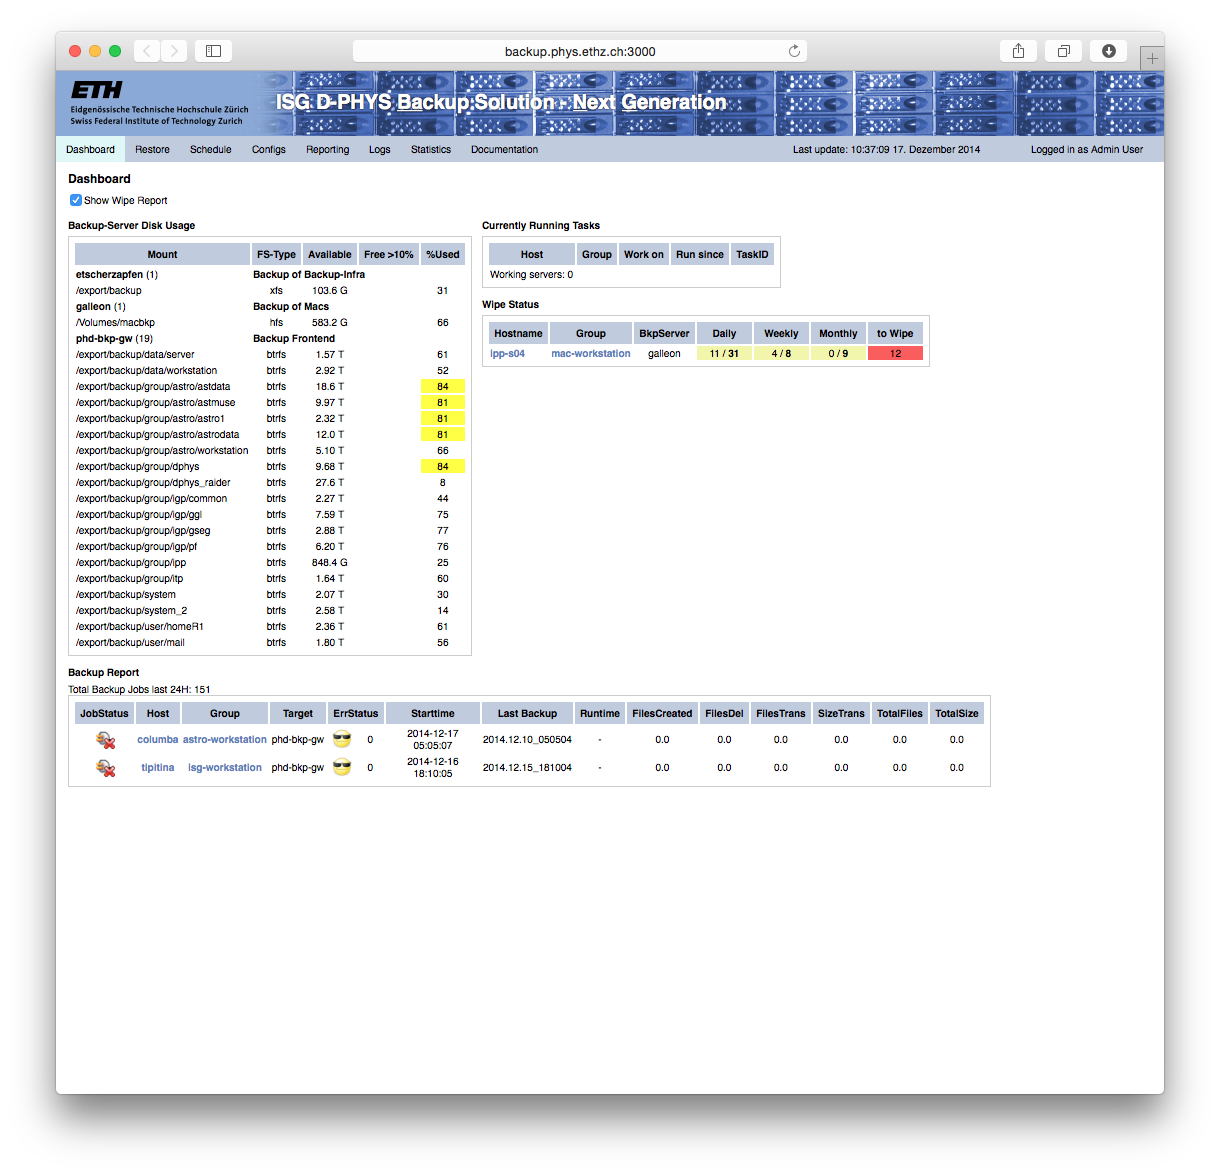 backup.phys.ethz.ch:3000
ETH
Eidgenössische Technische Hochschule Zürich
Swiss Federal Institute of Technology Zurich
ISG D-PHYS Backup Solution - Next Generation
Dashboard Restore Schedule Configs Reporting Logs Statistics Documentation Last update: 10:37:09 17. Dezember 2014 Logged in as Admin User
Dashboard
Show Wipe Report
Backup-Server Disk Usage
Mount FS-Type Available Free >10% %Used
etscherzapfen (1) Backup of Backup-Infra
/export/backup xfs 103.6 G 31
galleon (1) Backup of Macs
/Volumes/macbkp hfs 583.2 G 66
phd-bkp-gw (19) Backup Frontend
/export/backup/data/server btrfs 1.57 T 61
/export/backup/data/workstation btrfs 2.92 T 52
/export/backup/group/astro/astdata btrfs 18.6 T 84
/export/backup/group/astro/astmuse btrfs 9.97 T 81
/export/backup/group/astro/astro1 btrfs 2.32 T 81
/export/backup/group/astro/astrodata btrfs 12.0 T 81
/export/backup/group/astro/workstation btrfs 5.10 T 66
/export/backup/group/dphys btrfs 9.68 T 84
/export/backup/group/dphys_raider btrfs 27.6 T 8
/export/backup/group/igp/common btrfs 2.27 T 44
/export/backup/group/igp/ggl btrfs 7.59 T 75
/export/backup/group/igp/gseg btrfs 2.88 T 77
/export/backup/group/igp/pf btrfs 6.20 T 76
/export/backup/group/ipp btrfs 848.4 G 25
/export/backup/group/itp btrfs 1.64 T 60
/export/backup/system btrfs 2.07 T 30
/export/backup/system_2 btrfs 2.58 T 14
/export/backup/user/homeR1 btrfs 2.36 T 61
/export/backup/user/mail btrfs 1.80 T 56
Currently Running Tasks
Host Group Work on Run since TaskID
Working servers: 0
Wipe Status
Hostname Group BkpServer Daily Weekly Monthly to Wipe
ipp-s04 mac-workstation galleon 11 / 31 4 / 8 0 / 9 12
Backup Report
Total Backup Jobs last 24H: 151
JobStatus Host Group Target ErrStatus Starttime Last Backup Runtime FilesCreated FilesDel FilesTrans SizeTrans TotalFiles TotalSize
columba astro-workstation phd-bkp-gw 0 2014-12-17 05:05:07 2014.12.10_050504 - 0.0 0.0 0.0 0.0 0.0 0.0
tipitina isg-workstation phd-bkp-gw 0 2014-12-16 18:10:05 2014.12.15_181004 - 0.0 0.0 0.0 0.0 0.0 0.0